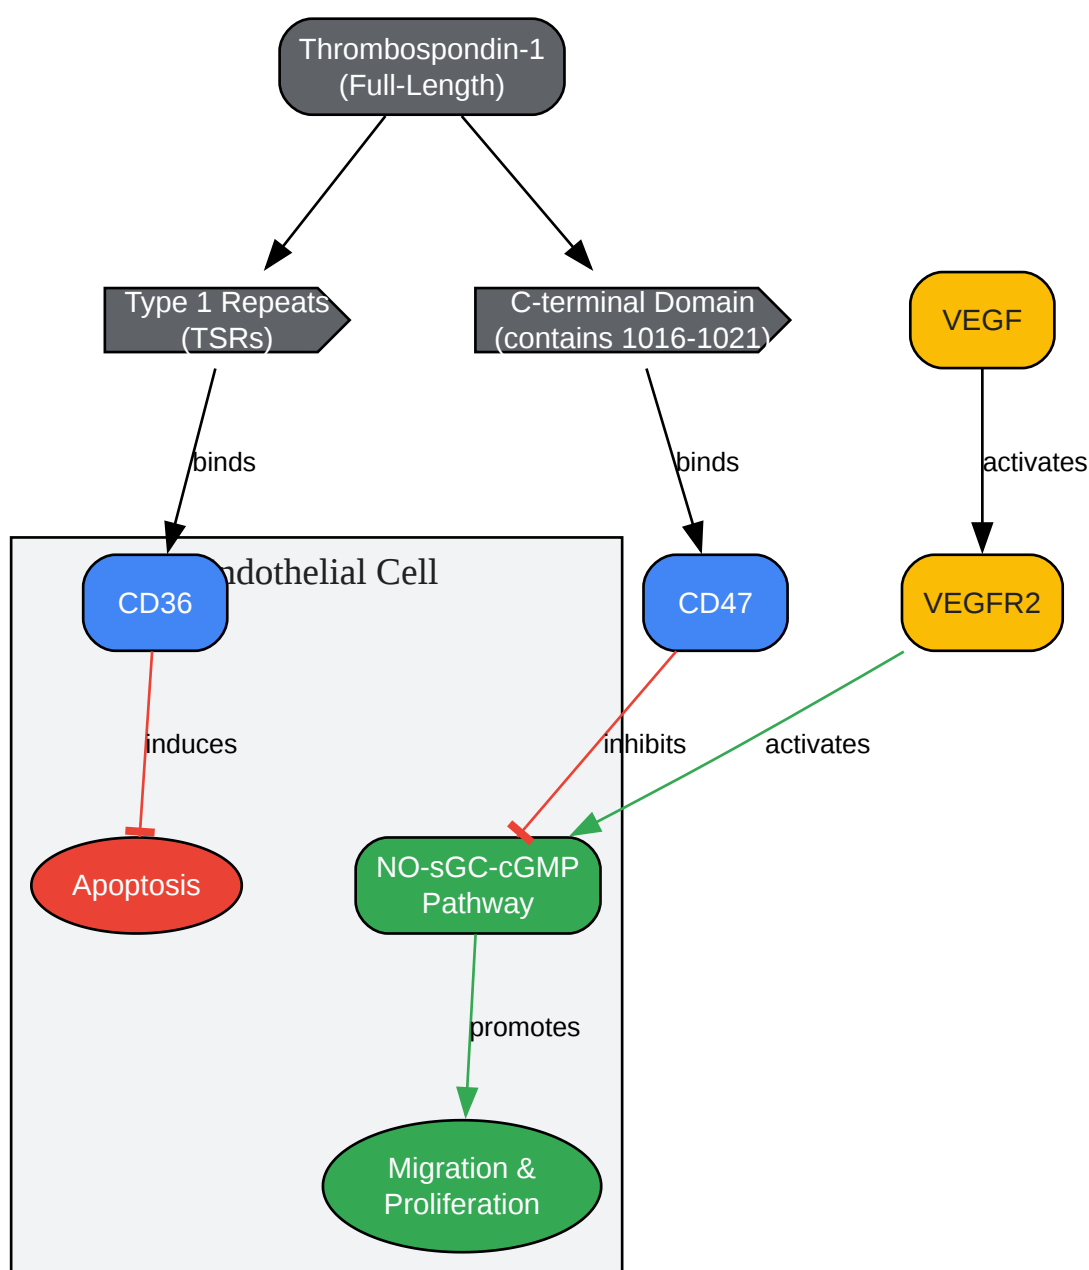 Thrombospondin-1
(Full-Length)
Type 1 Repeats
(TSRs)
C-terminal Domain
(contains 1016-1021)
VEGF
binds
binds
activates
ndothelial Cell
CD36
CD47
VEGFR2
induces
inhibits
activates
Apoptosis
NO-sGC-cGMP
Pathway
promotes
Migration &
Proliferation